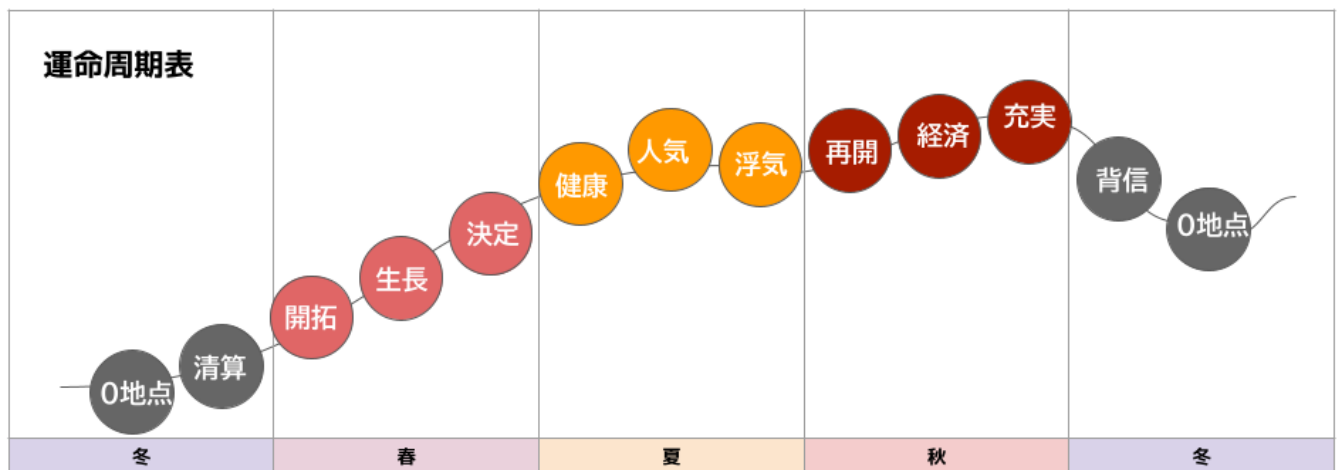 運命周期表
0地点
清算
開拓
生長
決定
健康
人気
浮気
再開
経済
充実
背信
0地点
冬
春
夏
秋
冬